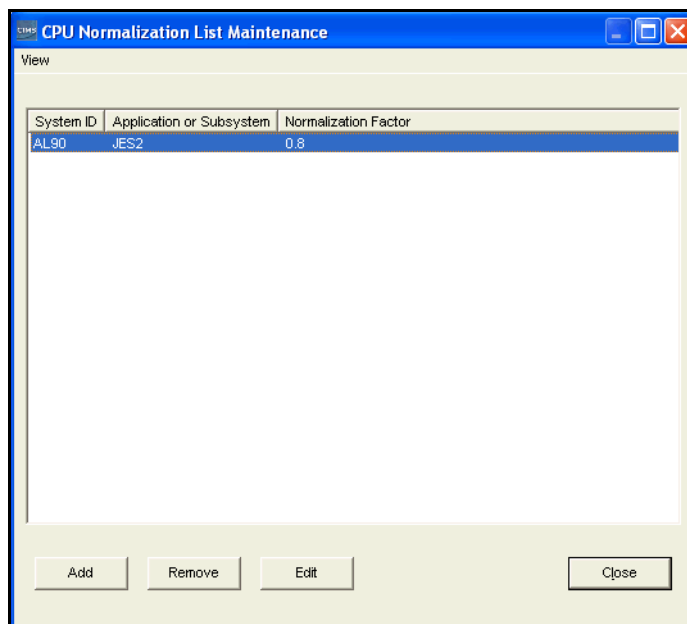 CIMS CPU Normalization List Maintenance
View
System ID Application or Subsystem Normalization Factor
AL90 JES2 0.8
Add Remove Edit Close